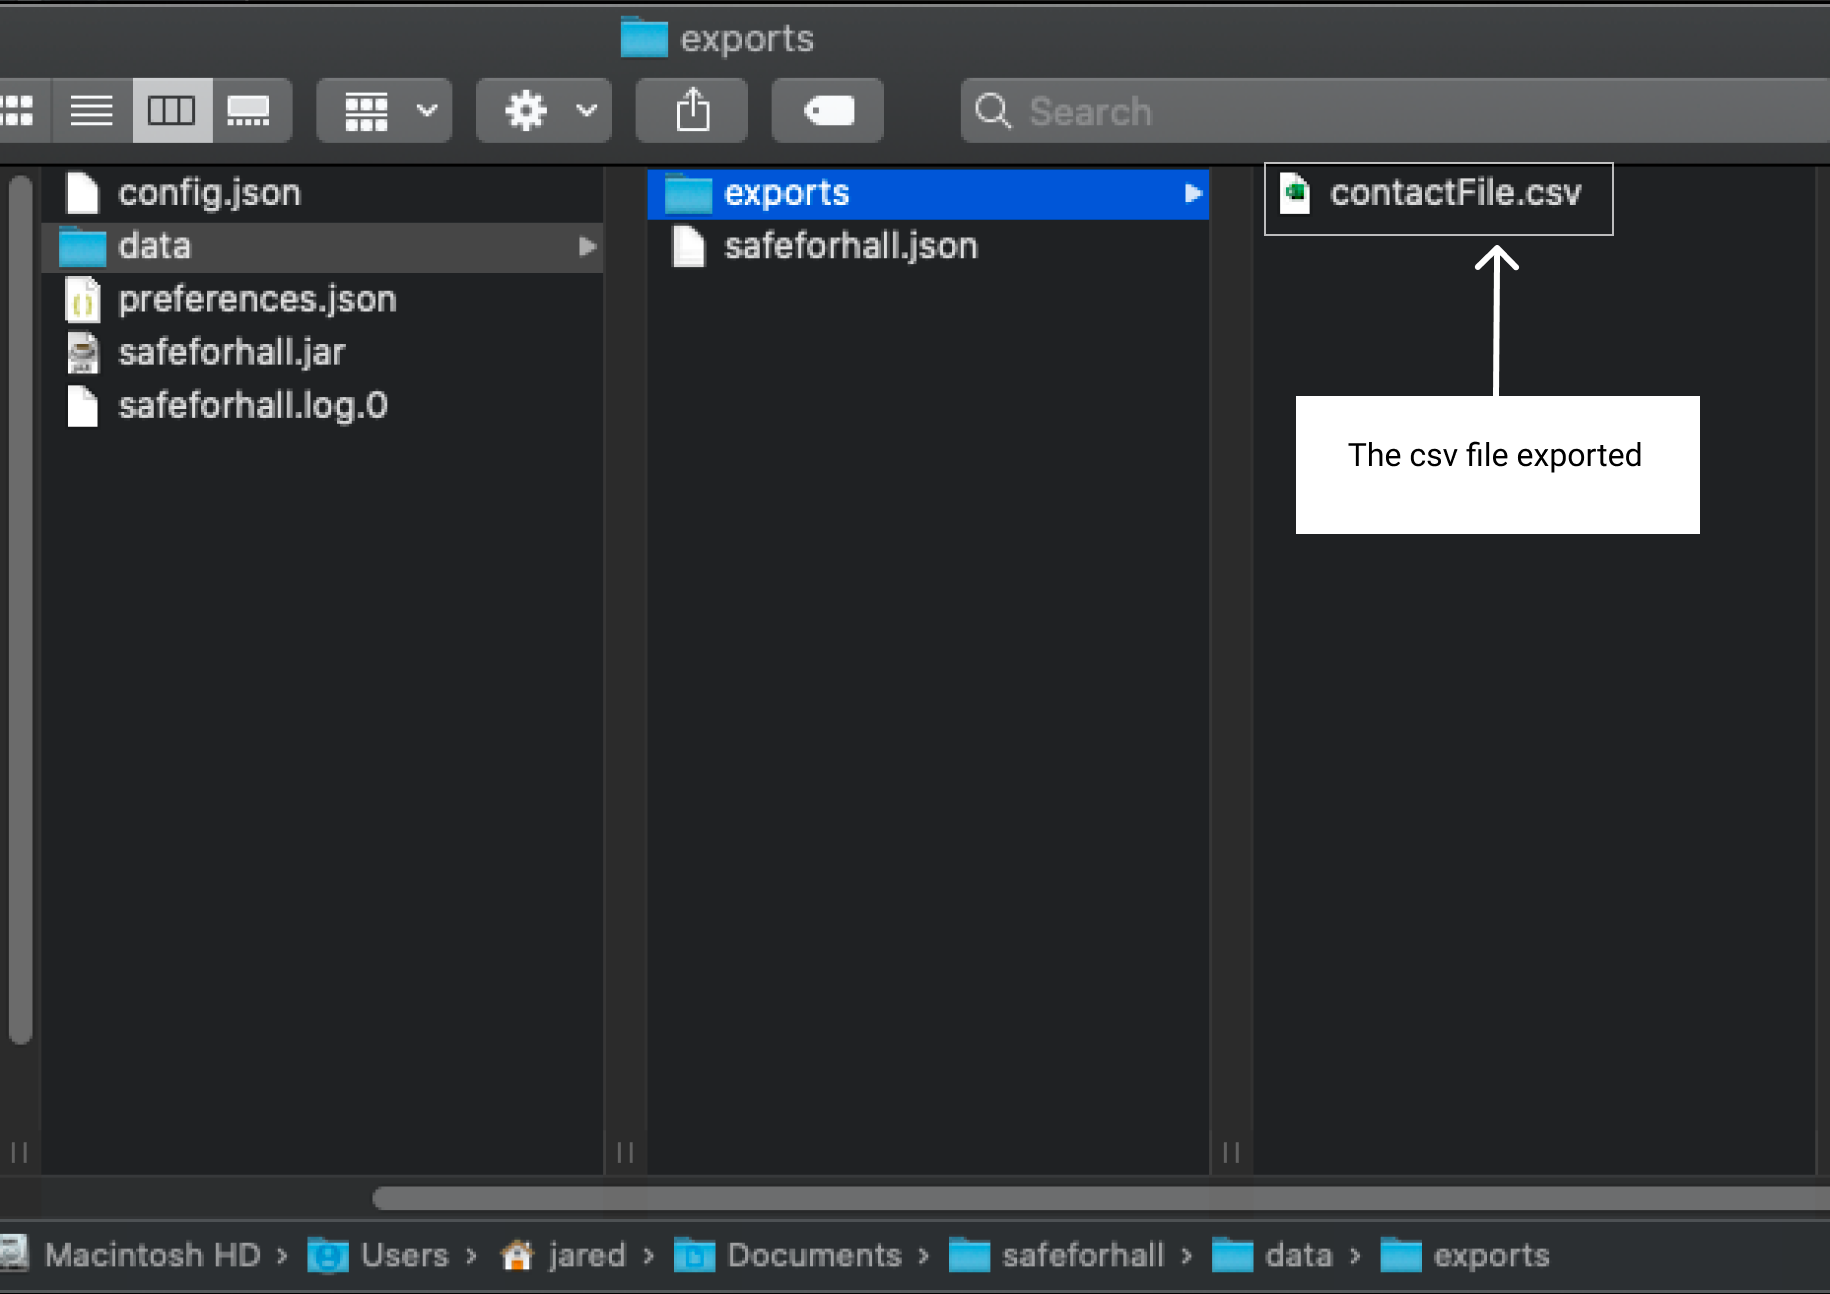 exports
Search
config.json
data
preferences.json
safeforhall.jar
safeforhall.log.0
exports
safeforhall.json
contactFile.csv
The csv file exported
Macintosh HD › Users › jared › Documents › safeforhall › data › exports